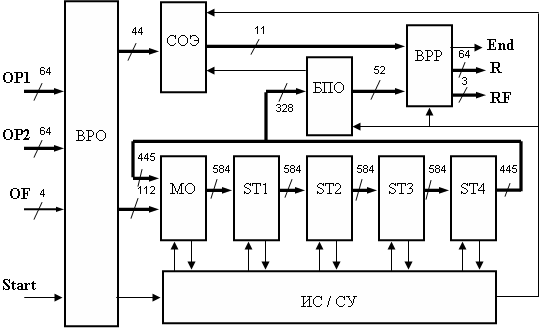 44
СОЭ
11
End
64
R
3
RF
ВРР
OP1
64
БПО
52
328
ВРО
OP2
64
445
584
584
584
584
445
112
МО
ST1
ST2
ST3
ST4
OF
4
Start
ИС / СУ